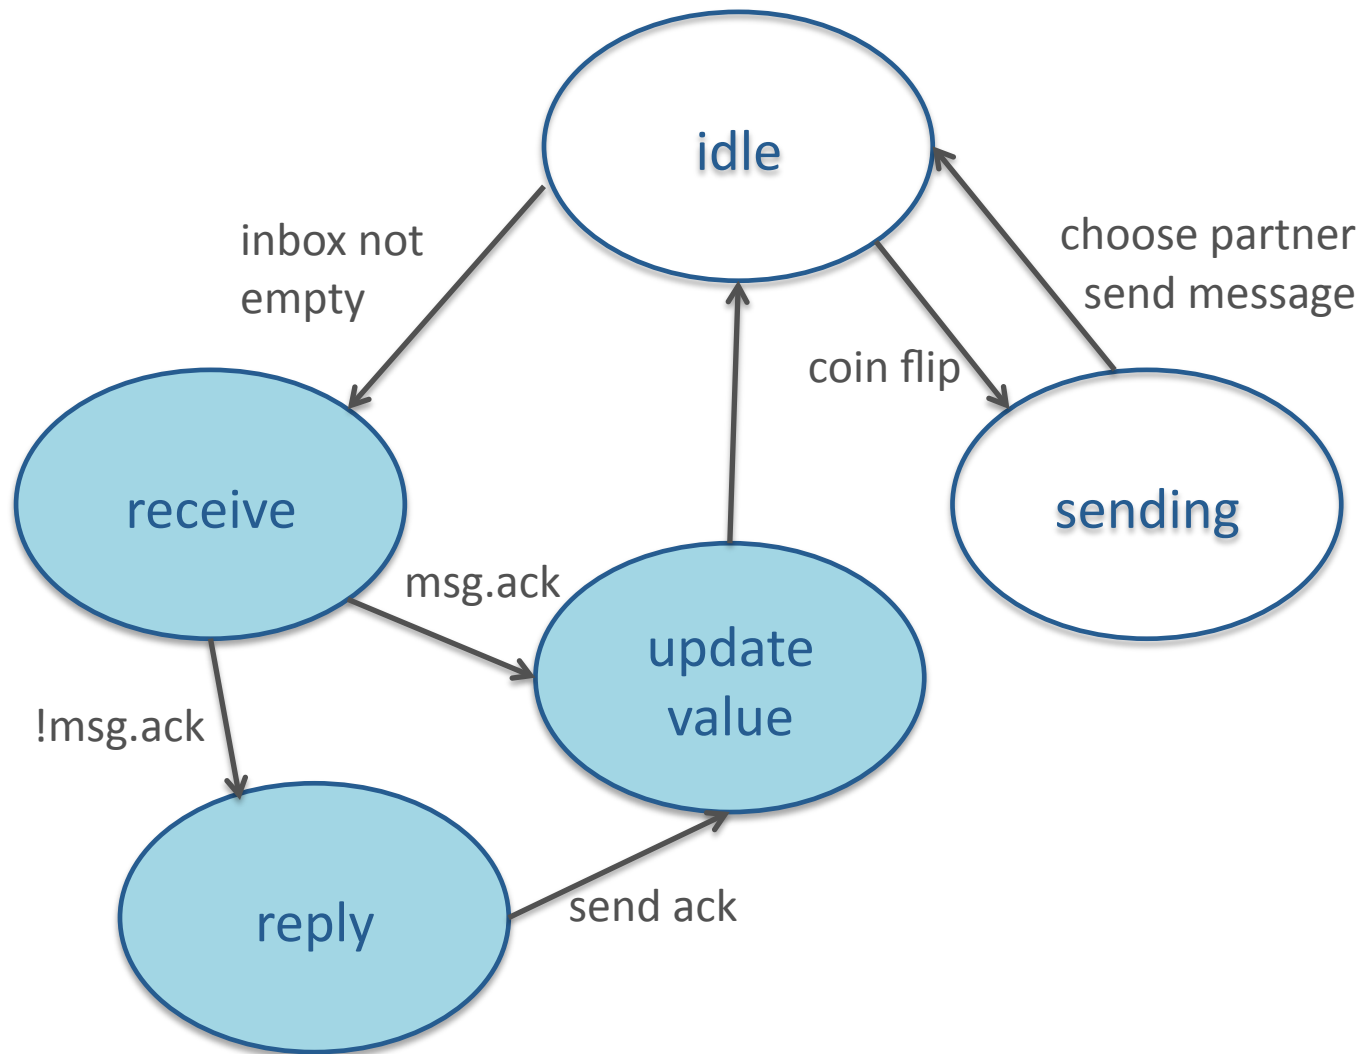 idle
inbox not
empty
choose partner
send message
coin flip
receive
sending
msg.ack
update
value
!msg.ack
reply
send ack